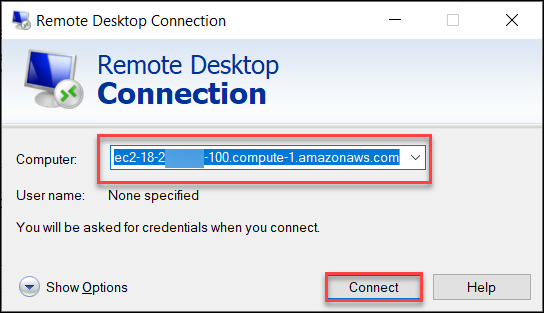 Remote Desktop Connection
Remote Desktop
Connection
Computer: ec2-18-2 -100.compute-1.amazonaws.com
User name: None specified
You will be asked for credentials when you connect.
Show Options Connect Help